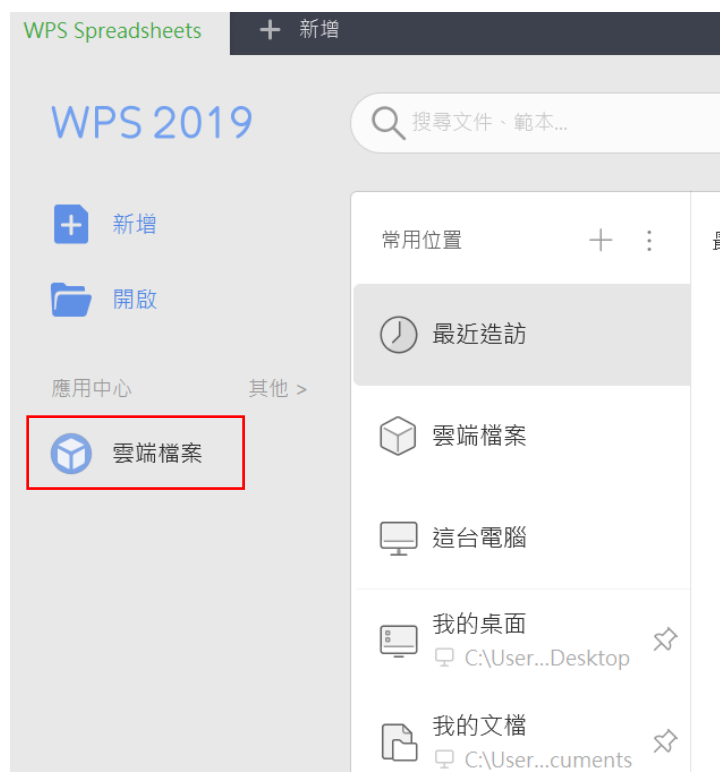 WPS Spreadsheets
新增
WPS 2019
搜尋文件、範本...
新增
開啟
應用中心 其他 >
雲端檔案
常用位置
最近造訪
雲端檔案
這台電腦
我的桌面
C:\User...Desktop
我的文檔
C:\User...cuments